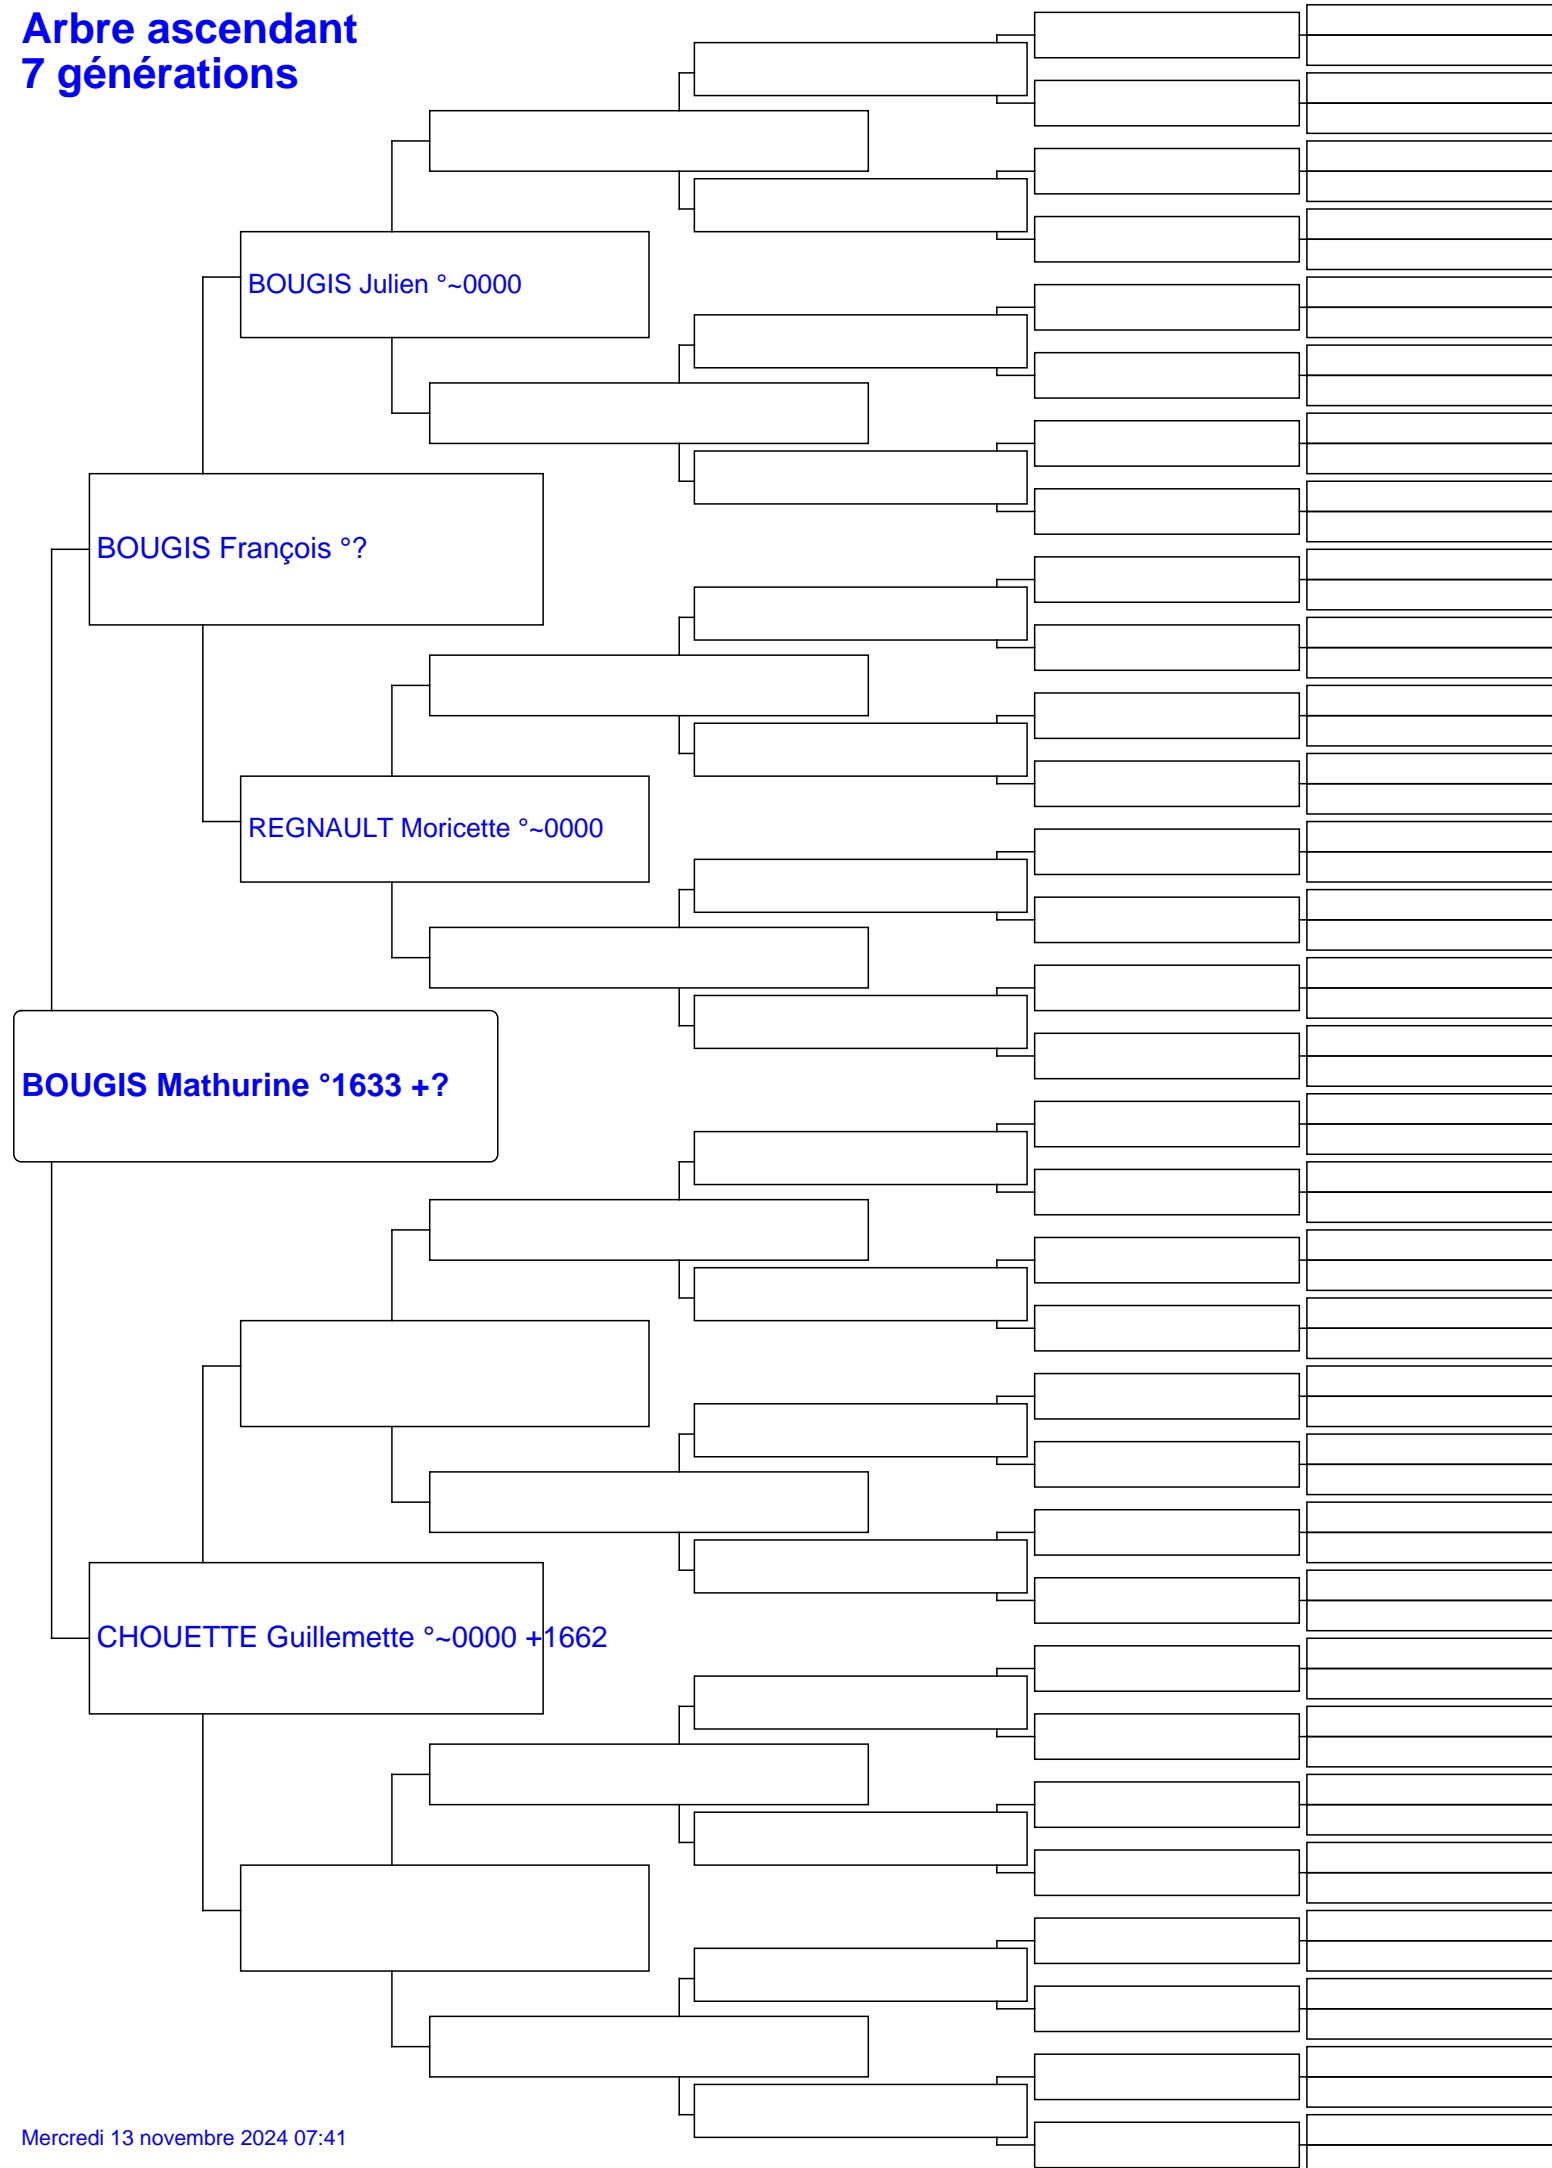 Arbre ascendant
7 générations
BOUGIS Julien °~0000
BOUGIS François °?
REGNAULT Moricette °~0000
BOUGIS Mathurine °1633 +?
CHOUETTE Guillemette °~0000 +1662
Mercredi 13 novembre 2024 07:41